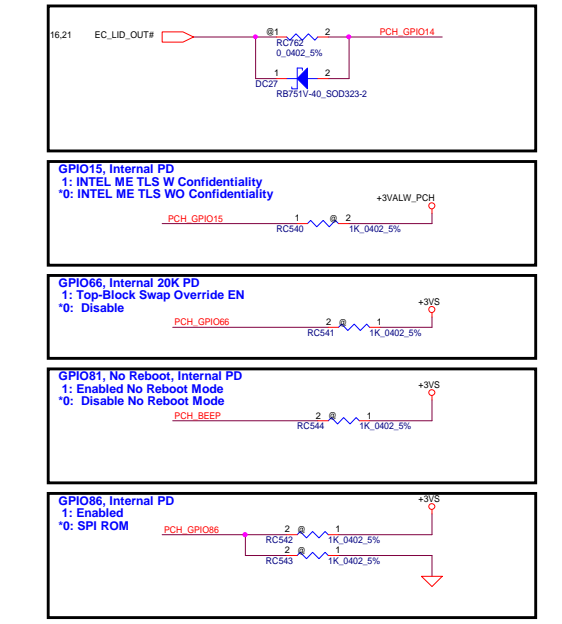 16,21 EC_LID_OUT# @1 2 PCH_GPIO14
RC762
0_0402_5%
1 2
DC27
RB751V-40_SOD323-2
GPIO15, Internal PD
1: INTEL ME TLS W Confidentiality
*0: INTEL ME TLS WO Confidentiality
+3VALW_PCH
PCH_GPIO15 1 @ 2
RC540 1K_0402_5%
GPIO66, Internal 20K PD
1: Top-Block Swap Override EN
*0: Disable
+3VS
PCH_GPIO66 2 @ 1
RC541 1K_0402_5%
GPIO81, No Reboot, Internal PD
1: Enabled No Reboot Mode
*0: Disable No Reboot Mode
+3VS
PCH_BEEP 2 @ 1
RC544 1K_0402_5%
GPIO86, Internal PD
1: Enabled
*0: SPI ROM
+3VS
PCH_GPIO86 2 @ 1
RC542 1K_0402_5%
2 @ 1
RC543 1K_0402_5%